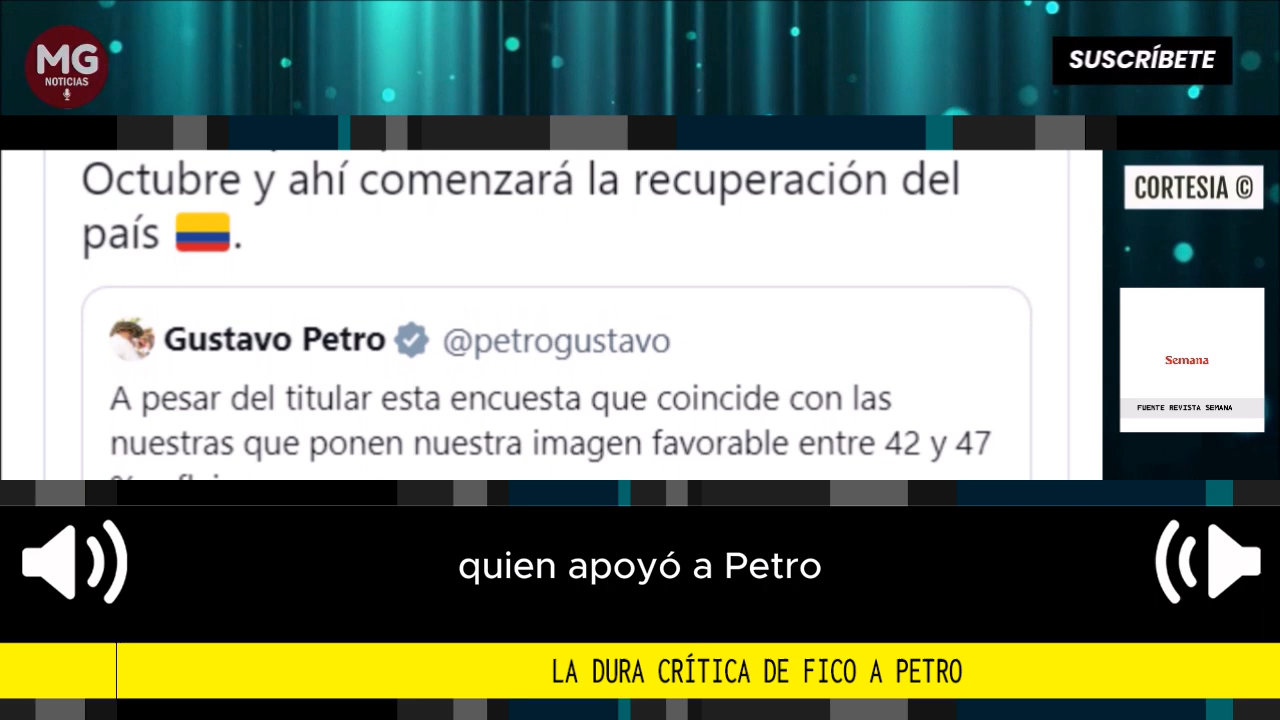 MG
NOTICIAS
SUSCRÍBETE
Octubre y ahí comenzará la recuperación del
país 🇨🇴.
CORTESIA ©
Gustavo Petro @petrogustavo
A pesar del titular esta encuesta que coincide con las
nuestras que ponen nuestra imagen favorable entre 42 y 47
Semana
FUENTE REVISTA SEMANA
quien apoyó a Petro
LA DURA CRÍTICA DE FICO A PETRO